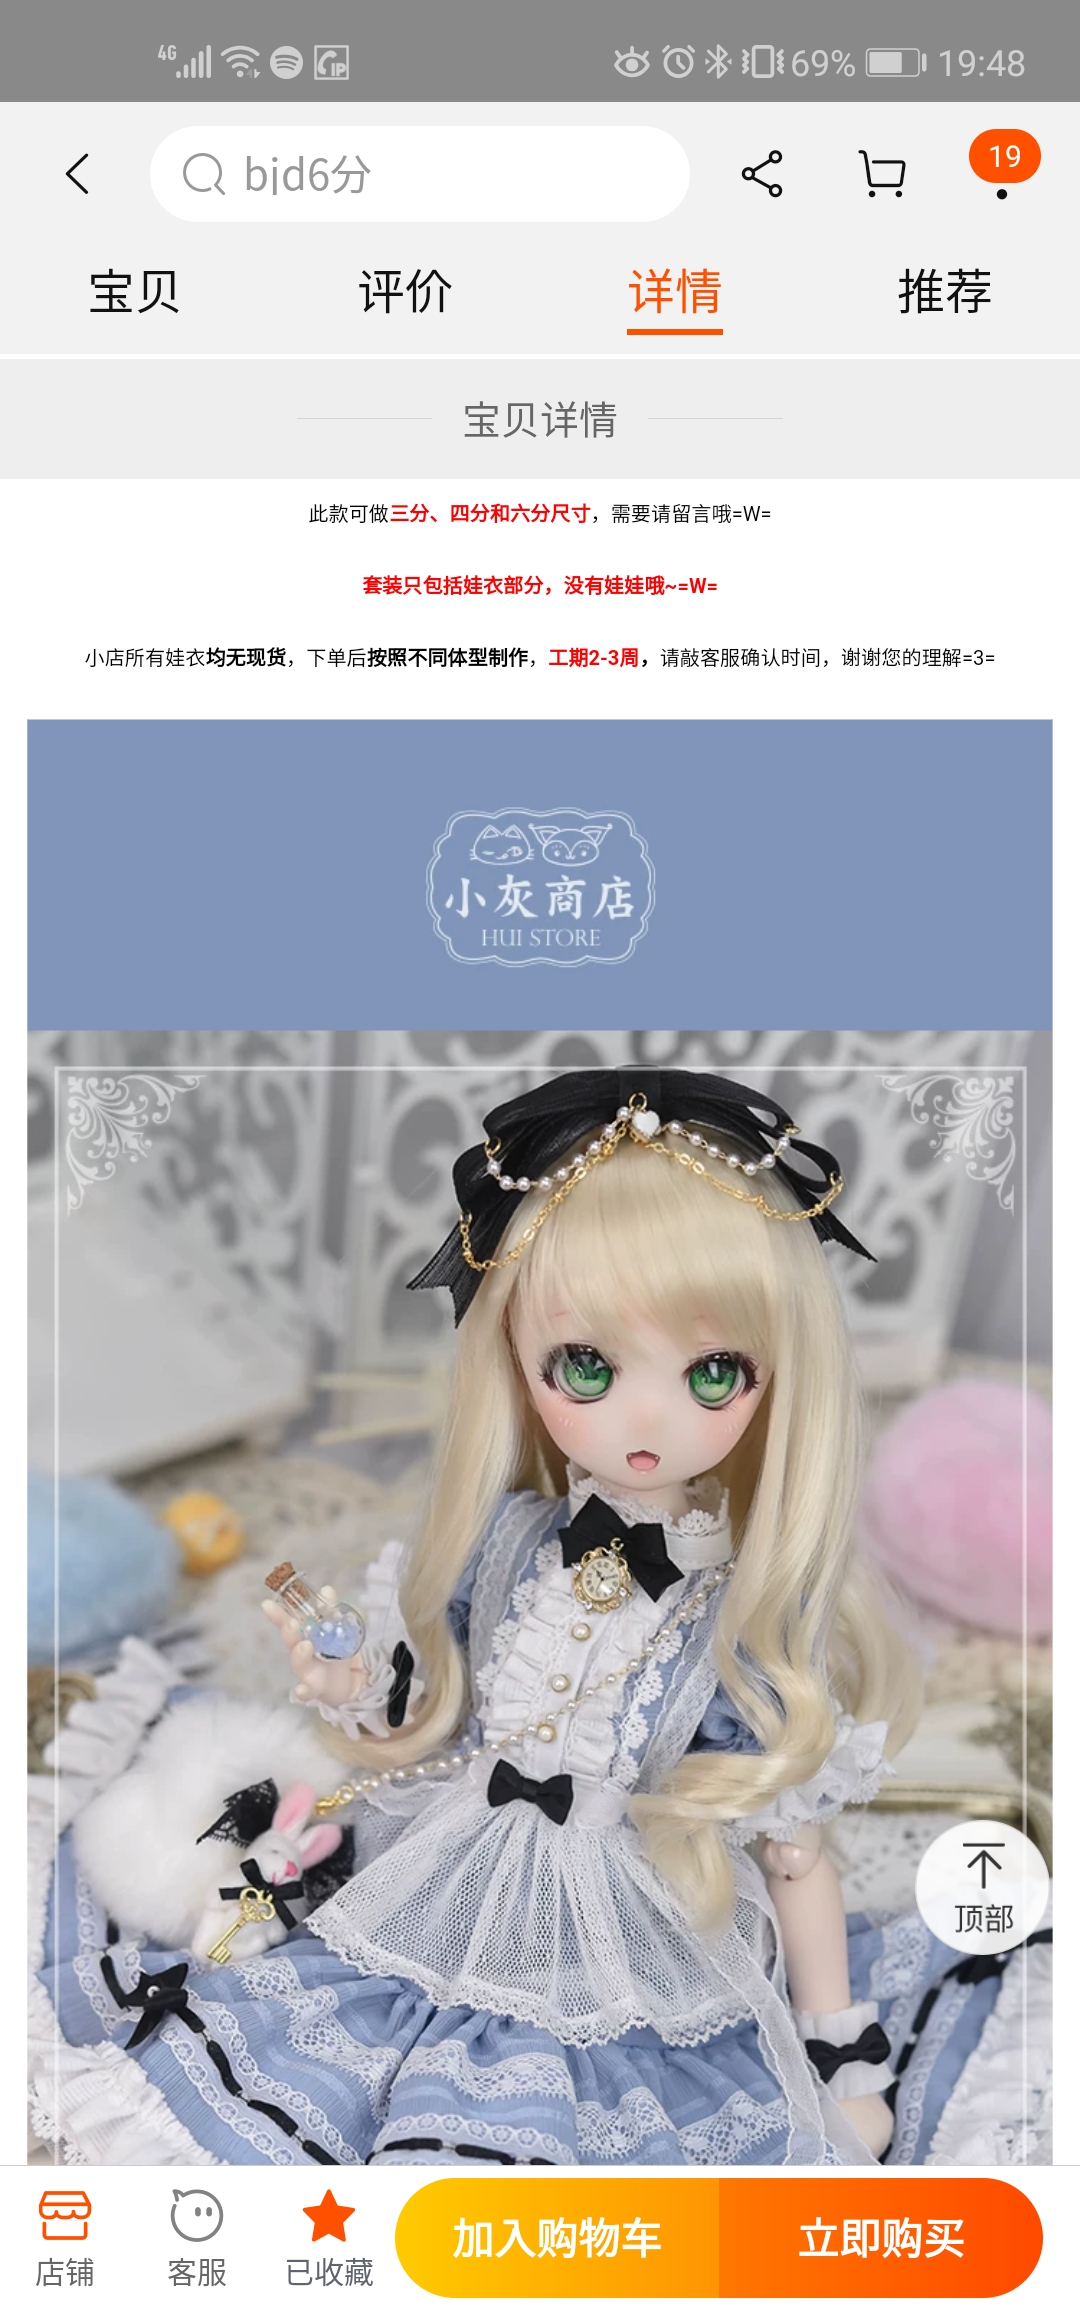 4G
69%
19:48
bjd6分
19
宝贝
评价
详情
推荐
宝贝详情
此款可做三分、四分和六分尺寸，需要请留言哦=W=
套装只包括娃衣部分，没有娃娃哦~=W=
小店所有娃衣均无现货，下单后按照不同体型制作，工期2-3周，请敲客服确认时间，谢谢您的理解=3=
小灰商店
HUI STORE
顶部
店铺
客服
已收藏
加入购物车
立即购买